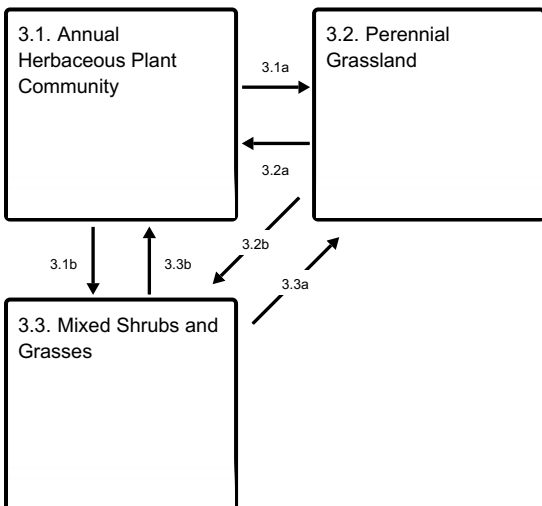 3.1. Annual
Herbaceous Plant
Community
3.2. Perennial
Grassland
3.1a
3.2a
3.2b
3.1b
3.3b
3.3a
3.3. Mixed Shrubs and
Grasses